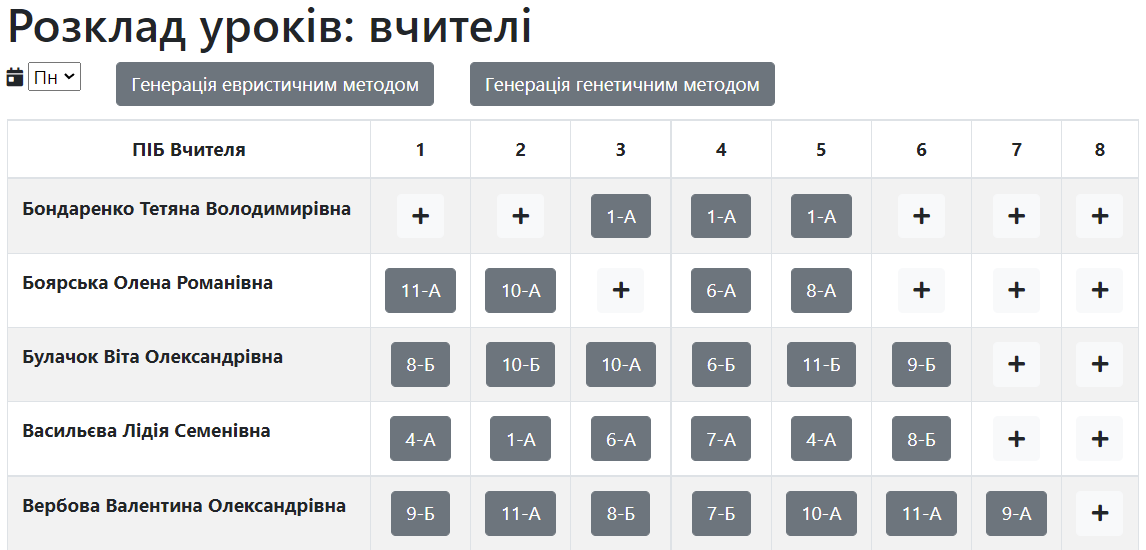 Розклад уроків: вчителі
Пн Генерація евристичним методом Генерація генетичним методом
ПІБ Вчителя 1 2 3 4 5 6 7 8
Бондаренко Тетяна Володимирівна + + 1-А 1-А 1-А + + +
Боярська Олена Романівна 11-А 10-А + 6-А 8-А + + +
Булачок Віта Олександрівна 8-Б 10-Б 10-А 6-Б 11-Б 9-Б + +
Васильєва Лідія Семенівна 4-А 1-А 6-А 7-А 4-А 8-Б + +
Вербова Валентина Олександрівна 9-Б 11-А 8-Б 7-Б 10-А 11-А 9-А +